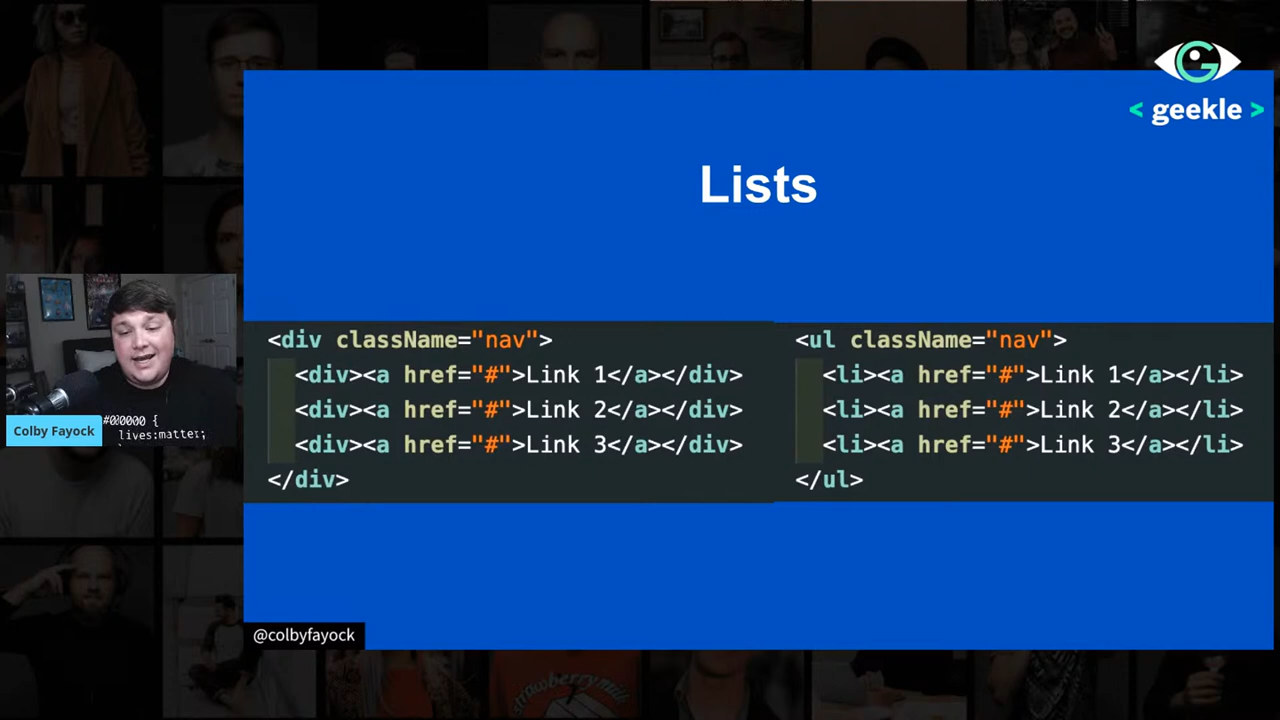 < geekle >
Lists
<div className="nav">
<div><a href="#">Link 1</a></div>
<div><a href="#">Link 2</a></div>
<div><a href="#">Link 3</a></div>
</div>
<ul className="nav">
<li><a href="#">Link 1</a></li>
<li><a href="#">Link 2</a></li>
<li><a href="#">Link 3</a></li>
</ul>
#000000 {
lives:matter;
Colby Fayock
@colbyfayock